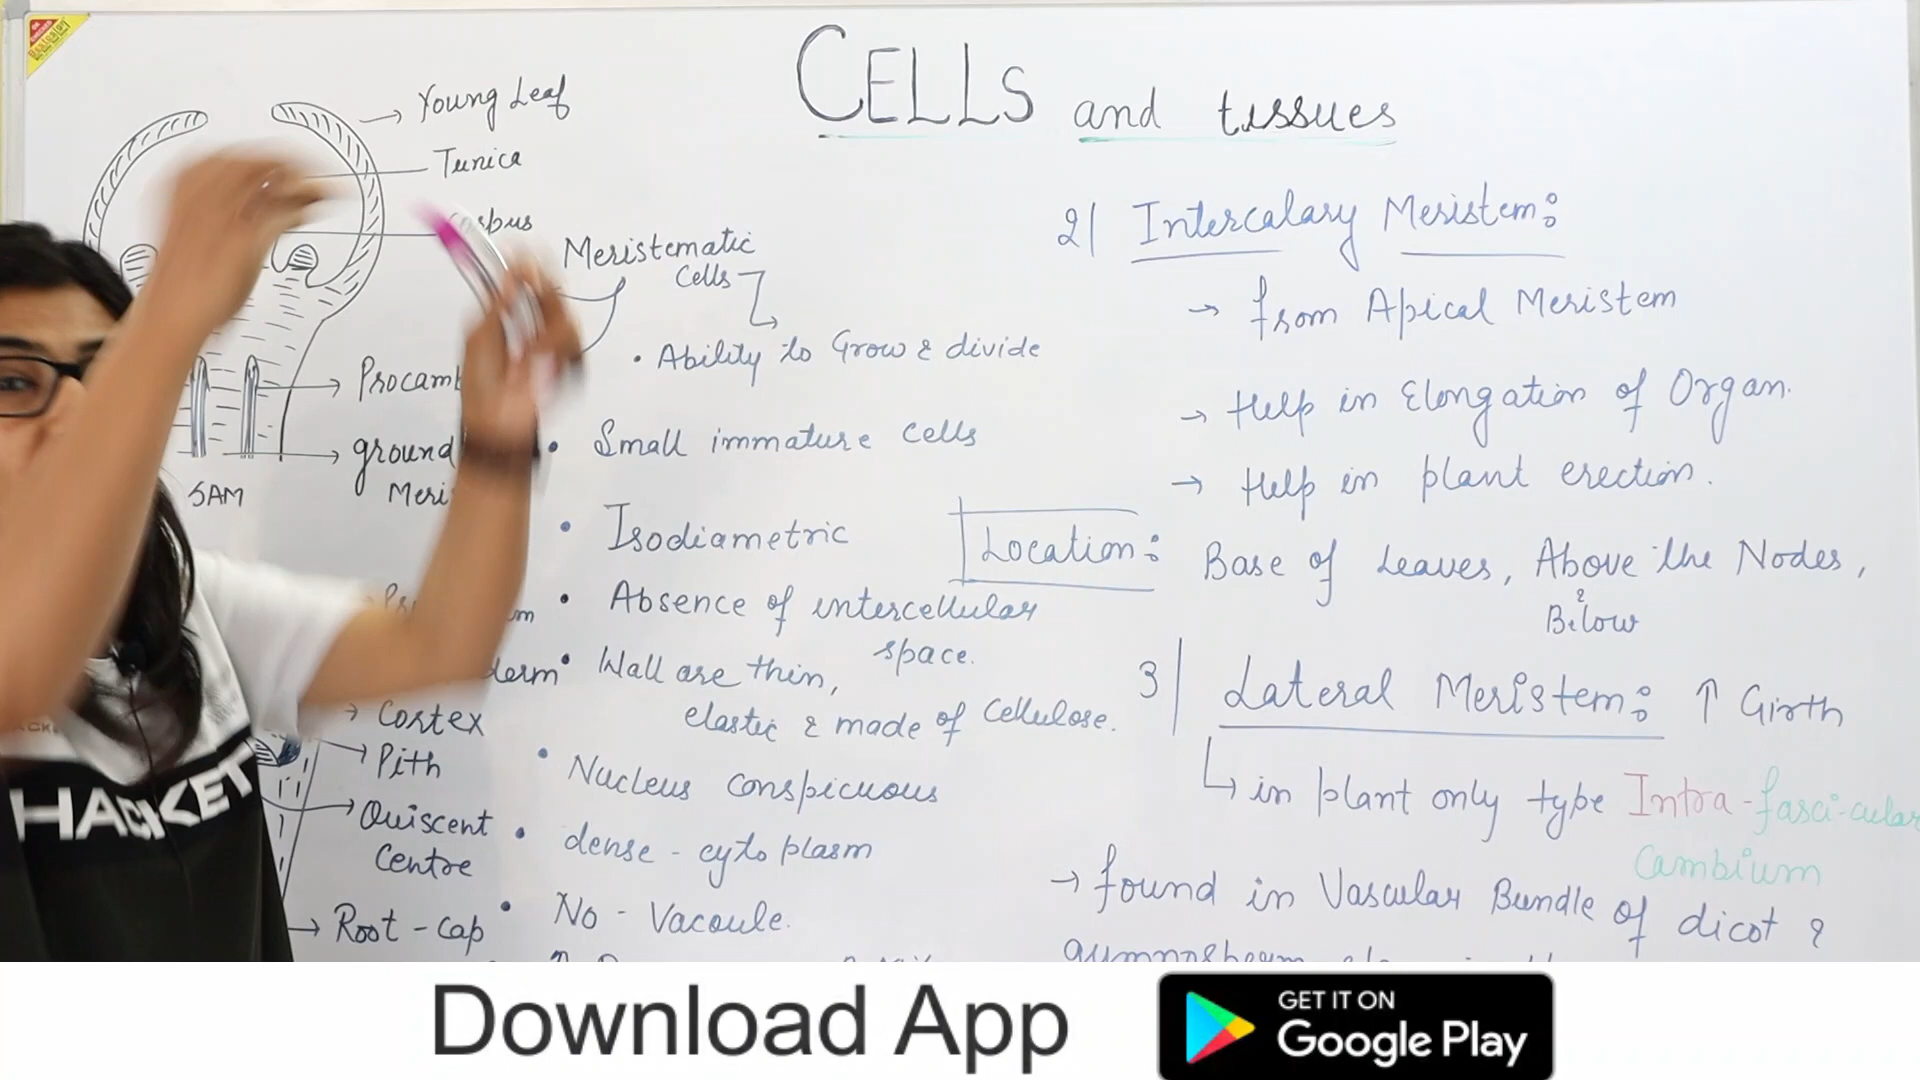 CELLS and tissues
Young Leaf
Tunica
Meristematic
Cells
• Ability to Grow & divide
• Small immature cells
• Isodiametric
• Absence of intercellular
space.
• Wall are thin,
elastic & made of Cellulose.
• Nucleus conspicuous
• dense - cytoplasm
• No - Vacoule.
ground
SAM
→ Cortex
Pith
→ Quiscent
Centre
→ Root - cap
HACKET
2| Intercalary Meristem:
→ from Apical Meristem
→ Help in Elongation of Organ.
→ Help in plant erection.
Location: Base of Leaves, Above the Nodes,
& Below
3| Lateral Meristem: ↑ Girth
↳ in plant only type Intra - fasci-cular
Cambium
→ found in Vascular Bundle of dicot &
Download App
GET IT ON
Google Play